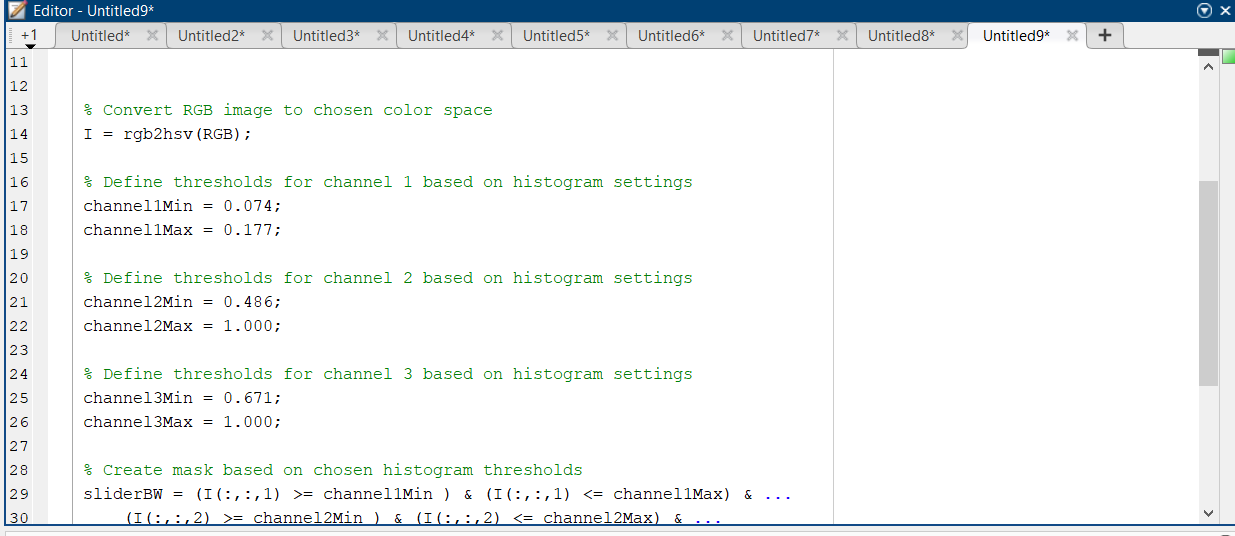 Editor - Untitled9*
+1 Untitled* Untitled2* Untitled3* Untitled4* Untitled5* Untitled6* Untitled7* Untitled8* Untitled9* +
11
12
13 % Convert RGB image to chosen color space
14 I = rgb2hsv(RGB);
15
16 % Define thresholds for channel 1 based on histogram settings
17 channel1Min = 0.074;
18 channel1Max = 0.177;
19
20 % Define thresholds for channel 2 based on histogram settings
21 channel2Min = 0.486;
22 channel2Max = 1.000;
23
24 % Define thresholds for channel 3 based on histogram settings
25 channel3Min = 0.671;
26 channel3Max = 1.000;
27
28 % Create mask based on chosen histogram thresholds
29 sliderBW = (I(:,:,1) >= channel1Min ) & (I(:,:,1) <= channel1Max) & ...
30 (I(:,:,2) >= channel2Min ) & (I(:,:,2) <= channel2Max) & ...